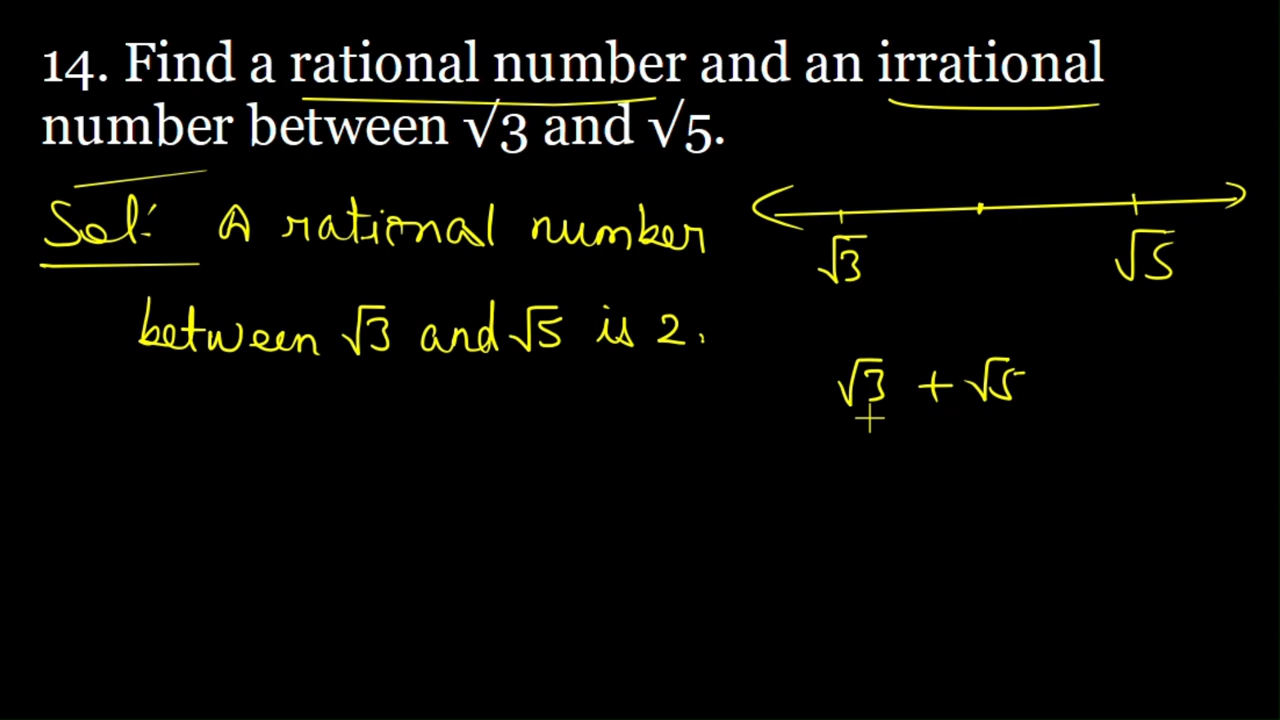 14. Find a rational number and an irrational
number between √3 and √5.
Sol: A rational number
between √3 and √5 is 2.
√3 √5
√3 + √5